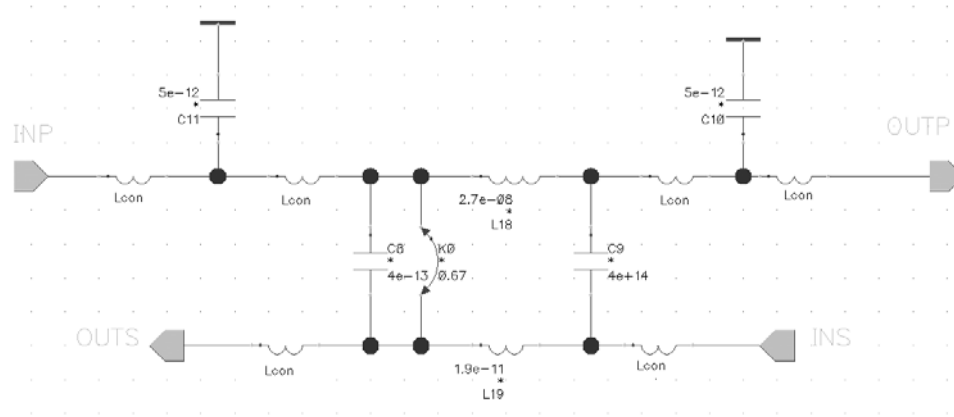 5e-12
*
C11
5e-12
*
C10
INP
OUTP
Lcon
Lcon
2.7e-08
*
L18
Lcon
Lcon
C8
*
4e-13
K0
*
0.67
C9
*
4e+14
OUTS
INS
Lcon
1.9e-11
*
L19
Lcon